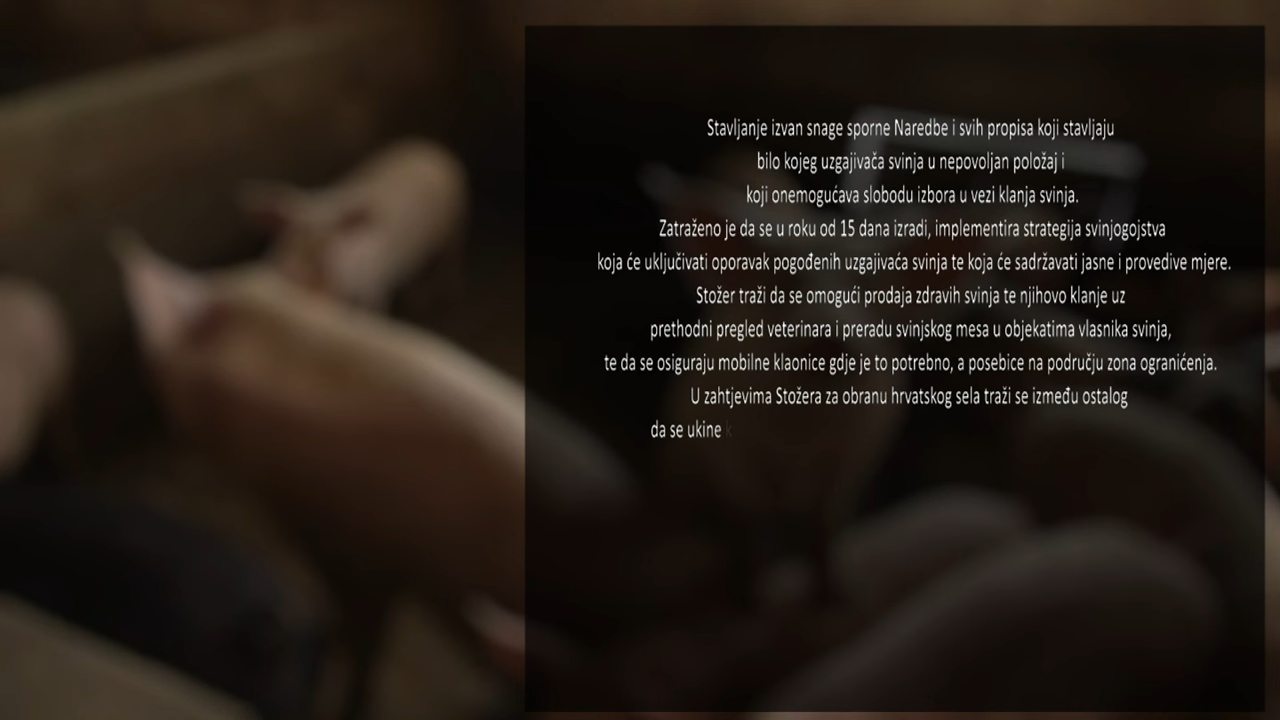 Stavljanje izvan snage sporne Naredbe i svih propisa koji stavljaju
bilo kojeg uzgajivača svinja u nepovoljan položaj i
koji onemogućava slobodu izbora u vezi klanja svinja.
Zatraženo je da se u roku od 15 dana izradi, implementira strategija svinjogojstva
koja će uključivati oporavak pogođenih uzgajivaća svinja te koja će sadržavati jasne i provedive mjere.
Stožer traži da se omogući prodaja zdravih svinja te njihovo klanje uz
prethodni pregled veterinara i preradu svinjskog mesa u objekatima vlasnika svinja,
te da se osiguraju mobilne klaonice gdje je to potrebno, a posebice na području zona ogranićenja.
U zahtjevima Stožera za obranu hrvatskog sela traži se između ostalog
da se ukine k